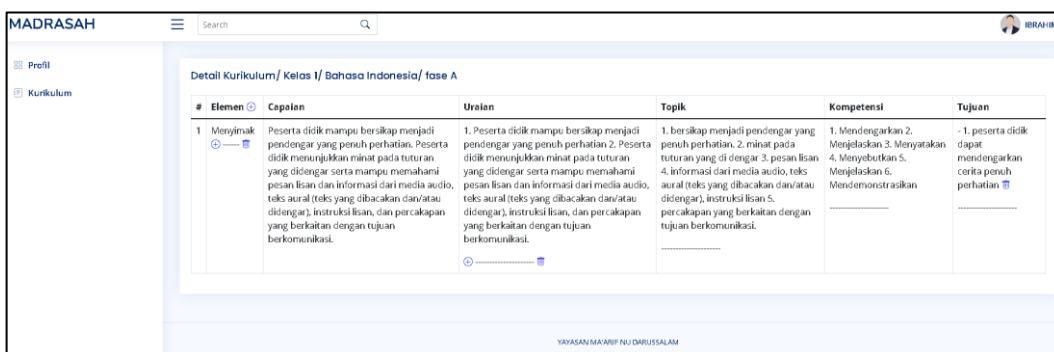 MADRASAH
Search
IBRAHIM
Profil
Kurikulum
Detail Kurikulum/ Kelas 1/ Bahasa Indonesia/ fase A
# Elemen Capaian Uraian Topik Kompetensi Tujuan
1 Menyimak
------
Peserta didik mampu bersikap menjadi
pendengar yang penuh perhatian. Peserta
didik menunjukkan minat pada tuturan
yang didengar serta mampu memahami
pesan lisan dan informasi dari media audio,
teks aural (teks yang dibacakan dan/atau
didengar), instruksi lisan, dan percakapan
yang berkaitan dengan tujuan
berkomunikasi.
1. Peserta didik mampu bersikap menjadi
pendengar yang penuh perhatian 2. Peserta
didik menunjukkan minat pada tuturan
yang didengar serta mampu memahami
pesan lisan dan informasi dari media audio,
teks aural (teks yang dibacakan dan/atau
didengar), instruksi lisan, dan percakapan
yang berkaitan dengan tujuan
berkomunikasi.
--------------------
1. bersikap menjadi pendengar yang
penuh perhatian. 2. minat pada
tuturan yang di dengar 3. pesan lisan
4. informasi dari media audio, teks
aural (teks yang dibacakan dan/atau
didengar), instruksi lisan 5.
percakapan yang berkaitan dengan
tujuan berkomunikasi.
--------------------
1. Mendengarkan 2.
Menjelaskan 3. Menyatakan
4. Menyebutkan 5.
Menjelaskan 6.
Mendemonstrasikan
--------------------
- 1. peserta didik
dapat
mendengarkan
cerita penuh
perhatian
--------------------
YAYASAN MA'ARIF NU DARUSSALAM